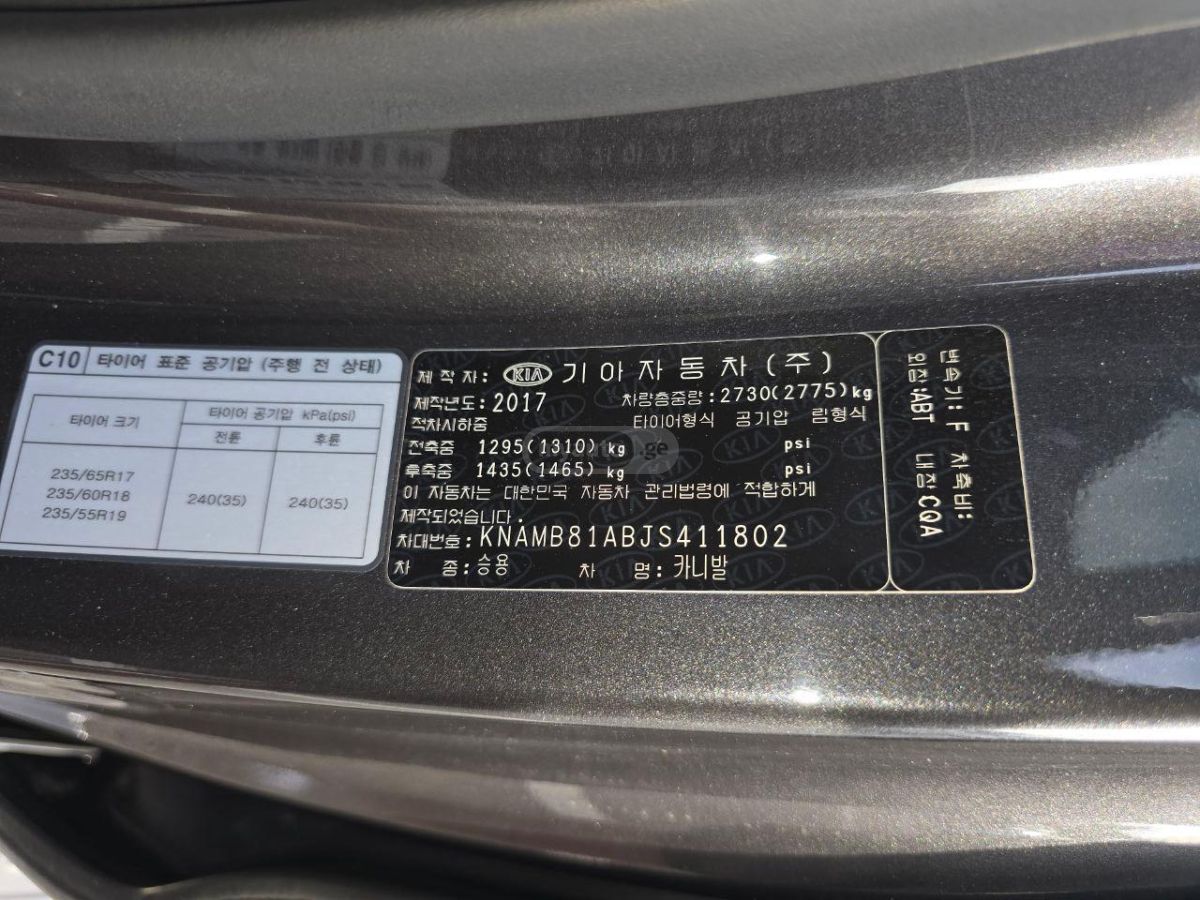 C10 타이어 표준 공기압 (주행 전 상태)
타이어 크기
타이어 공기압 kPa(psi)
전륜 후륜
235/65R17
235/60R18
235/55R19
240(35) 240(35)
제 작 자: KIA 기아자동차(주)
제작년도: 2017 차량총중량: 2730(2775)kg
적차시하중 타이어형식 공기압 림형식
전축중 1295(1310) kg psi
후축중 1435(1465) kg psi
이 자동차는 대한민국 자동차 관리법령에 적합하게
제작되었습니다.
차대번호: KNAMB81ABJS411802
차 종: 승용 차 명: 카니발
변속기: F 차축비:
외장:ABT 내장:CQA
.ge